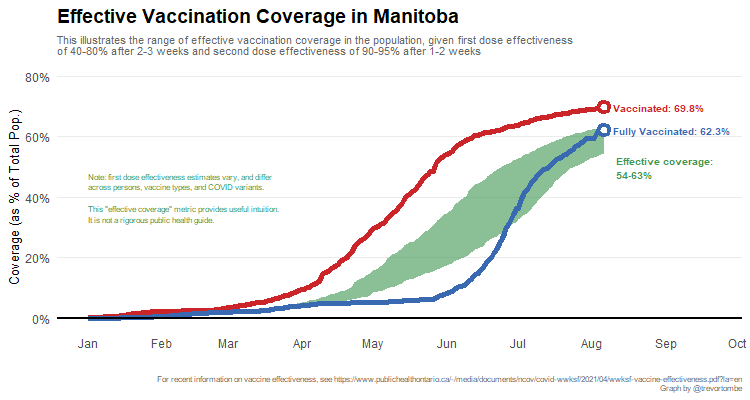 Effective Vaccination Coverage in Manitoba
This illustrates the range of effective vaccination coverage in the population, given first dose effectiveness
of 40-80% after 2-3 weeks and second dose effectiveness of 90-95% after 1-2 weeks
80%
60%
40%
20%
0%
Coverage (as % of Total Pop.)
Vaccinated: 69.8%
Fully Vaccinated: 62.3%
Effective coverage:
54-63%
Note: first dose effectiveness estimates vary, and differ
across persons, vaccine types, and COVID variants.
This "effective coverage" metric provides useful intuition.
It is not a rigorous public health guide.
Jan Feb Mar Apr May Jun Jul Aug Sep Oct
For recent information on vaccine effectiveness, see https://www.publichealthontario.ca/-/media/documents/ncov/covid-wwksf/2021/04/wwksf-vaccine-effectiveness.pdf?la=en
Graph by @trevortombe